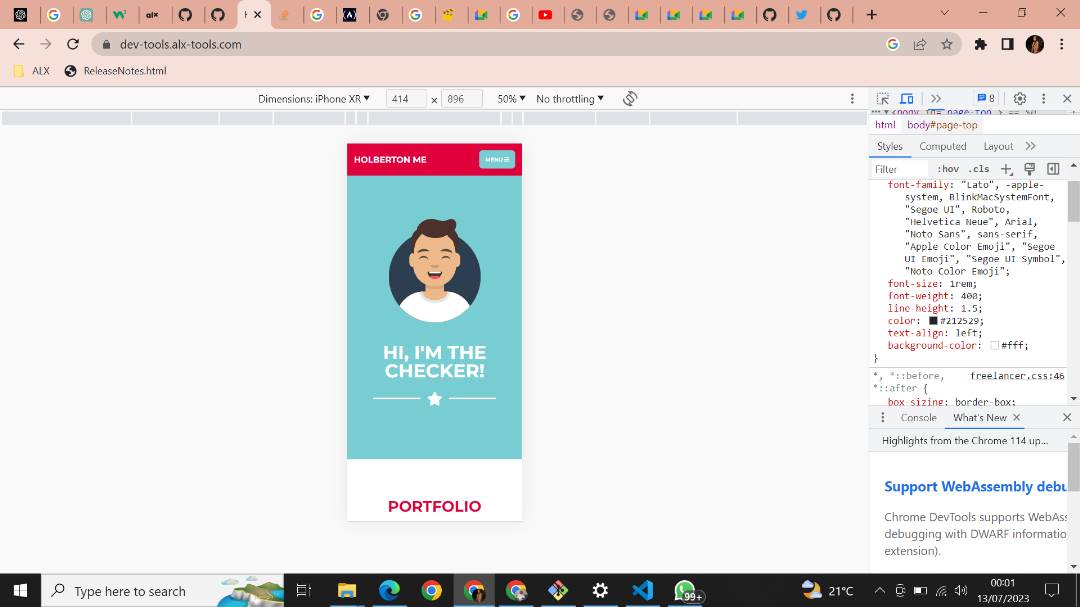 alx
dev-tools.alx-tools.com
ALX
ReleaseNotes.html
Dimensions: iPhone XR
414
×
896
50%
No throttling
8
html
body#page-top
Styles
Computed
Layout
Filter
:hov
.cls
font-family: "Lato", -apple-
system, BlinkMacSystemFont,
"Segoe UI", Roboto,
"Helvetica Neue", Arial,
"Noto Sans", sans-serif,
"Apple Color Emoji", "Segoe
UI Emoji", "Segoe UI Symbol",
"Noto Color Emoji";
font-size: 1rem;
font-weight: 400;
line-height: 1.5;
color: #212529;
text-align: left;
background-color: #fff;
}
*, *::before,
freelancer.css:46
*::after {
box-sizing: border-box;
Console
What's New
Highlights from the Chrome 114 up...
Support WebAssembly debu
Chrome DevTools supports WebAss
debugging with DWARF informatio
extension).
HOLBERTON ME
MENU
HI, I'M THE
CHECKER!
PORTFOLIO
Type here to search
99+
21°C
00:01
13/07/2023